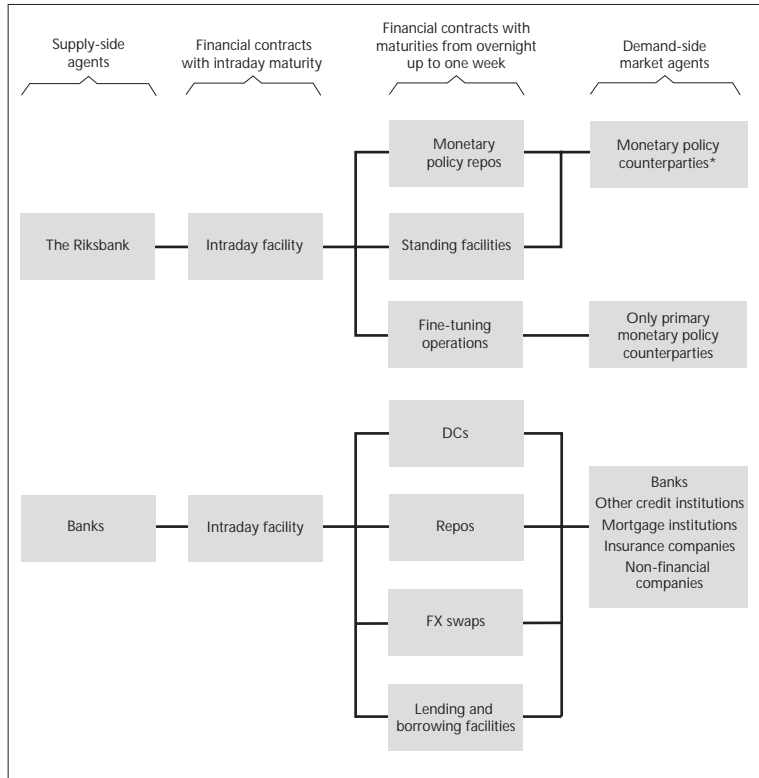 Supply-side
agents
Financial contracts
with intraday maturity
Financial contracts with
maturities from overnight
up to one week
Demand-side
market agents
Monetary
policy repos
Monetary policy
counterparties*
The Riksbank
Intraday facility
Standing facilities
Fine-tuning
operations
Only primary
monetary policy
counterparties
DCs
Banks
Intraday facility
Repos
Banks
Other credit institutions
Mortgage institutions
Insurance companies
Non-financial
companies
FX swaps
Lending and
borrowing facilities